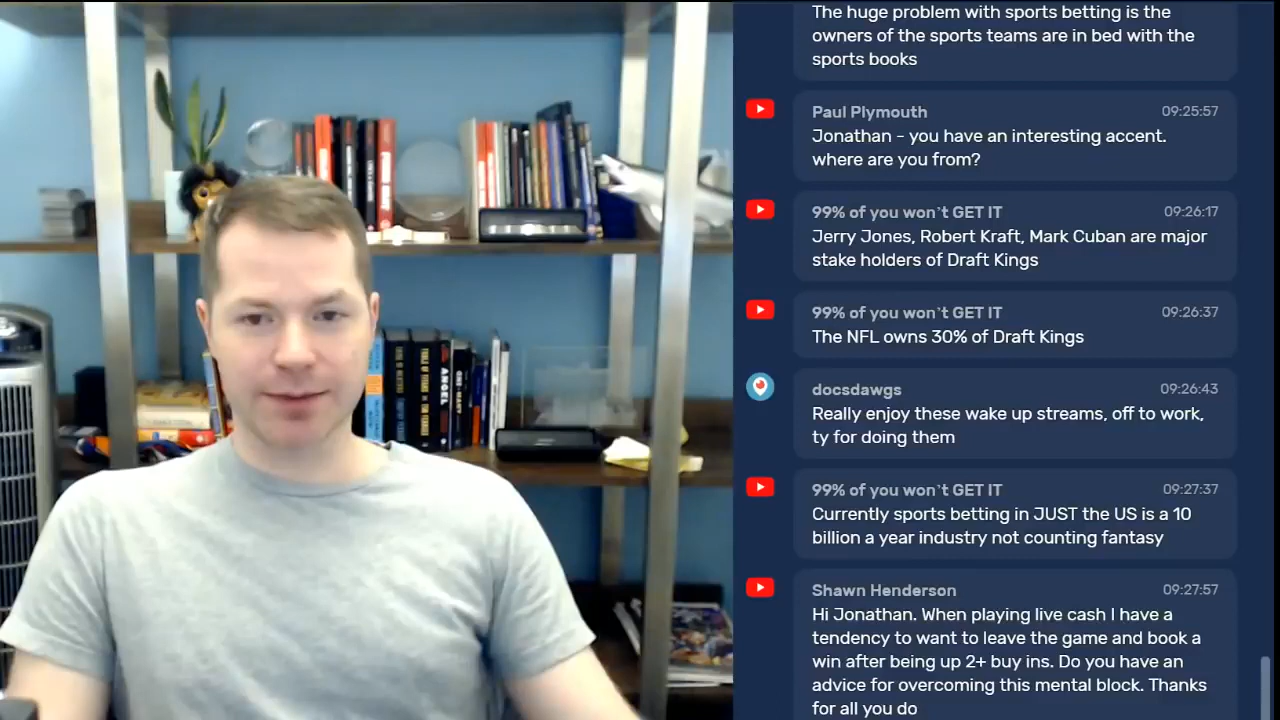 The huge problem with sports betting is the
owners of the sports teams are in bed with the
sports books
Paul Plymouth 09:25:57
Jonathan - you have an interesting accent.
where are you from?
99% of you won't GET IT 09:26:17
Jerry Jones, Robert Kraft, Mark Cuban are major
stake holders of Draft Kings
99% of you won't GET IT 09:26:37
The NFL owns 30% of Draft Kings
docsdawgs 09:26:43
Really enjoy these wake up streams, off to work,
ty for doing them
99% of you won't GET IT 09:27:37
Currently sports betting in JUST the US is a 10
billion a year industry not counting fantasy
Shawn Henderson 09:27:57
Hi Jonathan. When playing live cash I have a
tendency to want to leave the game and book a
win after being up 2+ buy ins. Do you have an
advice for overcoming this mental block. Thanks
for all you do
ANGEL